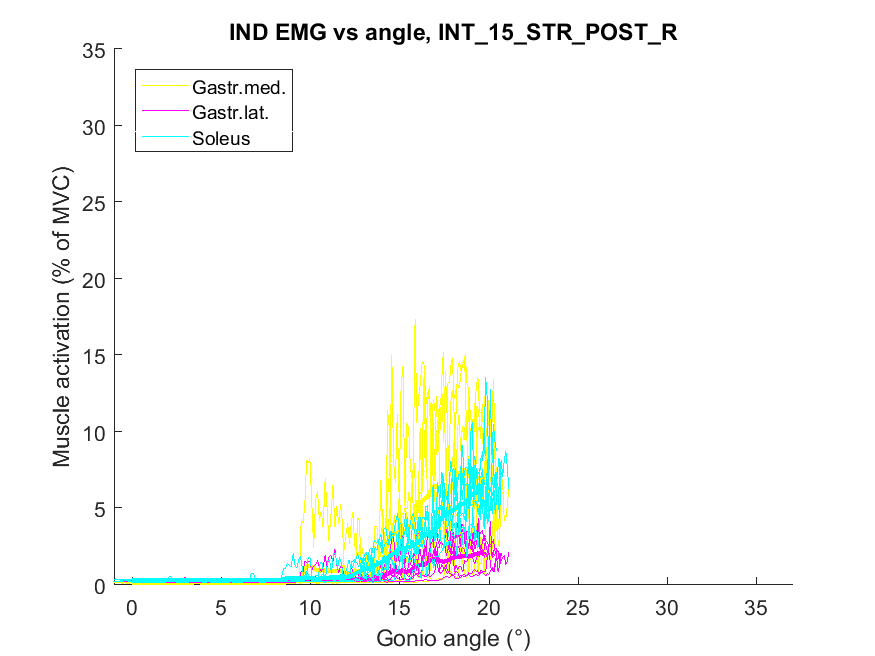 IND EMG vs angle, INT_15_STR_POST_R
35
30
25
20
15
10
5
0
Muscle activation (% of MVC)
Gastr.med.
Gastr.lat.
Soleus
0 5 10 15 20 25 30 35
Gonio angle (°)